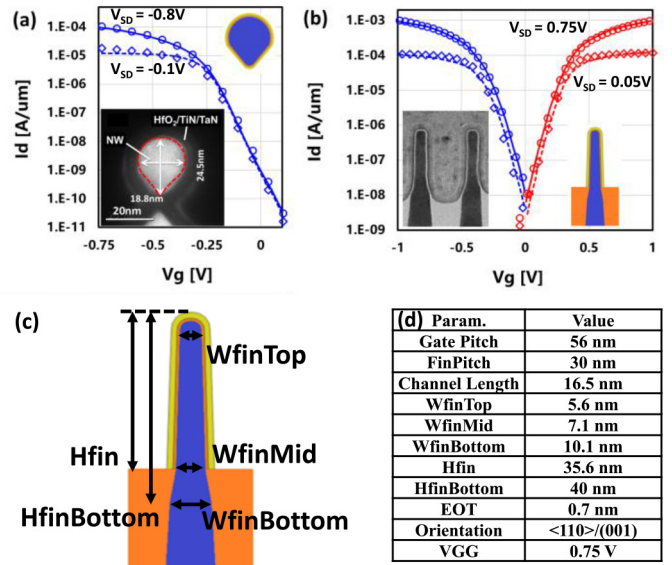 (a)
1.E-04
1.E-05
1.E-06
1.E-07
1.E-08
1.E-09
1.E-10
1.E-11
Id [A/um]
V_SD = -0.8V
V_SD = -0.1V
HfO₂/TiN/TaN
NW
24.5nm
18.8nm
20nm
-0.75 -0.5 -0.25 0
Vg [V]
(b)
1.E-03
1.E-04
1.E-05
1.E-06
1.E-07
1.E-08
1.E-09
Id [A/um]
V_SD = 0.75V
V_SD = 0.05V
-1 -0.5 0 0.5 1
Vg [V]
(c)
WfinTop
Hfin
WfinMid
HfinBottom
WfinBottom
(d) Param. Value
Gate Pitch 56 nm
FinPitch 30 nm
Channel Length 16.5 nm
WfinTop 5.6 nm
WfinMid 7.1 nm
WfinBottom 10.1 nm
Hfin 35.6 nm
HfinBottom 40 nm
EOT 0.7 nm
Orientation <110>/(001)
VGG 0.75 V